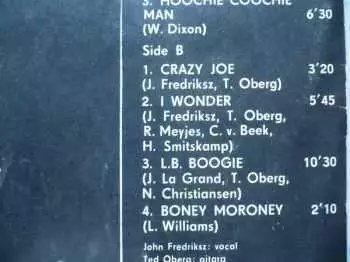 3. HOOCHIE COOCHIE
MAN 6'30
(W. Dixon)
Side B
1. CRAZY JOE 3'20
(J. Fredriksz, T. Oberg)
2. I WONDER 5'45
(J. Fredriksz, T. Oberg,
R. Meyjes, C. v. Beek,
H. Smitskamp)
3. L.B. BOOGIE 10'30
(J. La Grand, T. Oberg,
N. Christiansen)
4. BONEY MORONEY 2'10
(L. Williams)
John Fredriksz: vocal
Ted Oberg: gitara